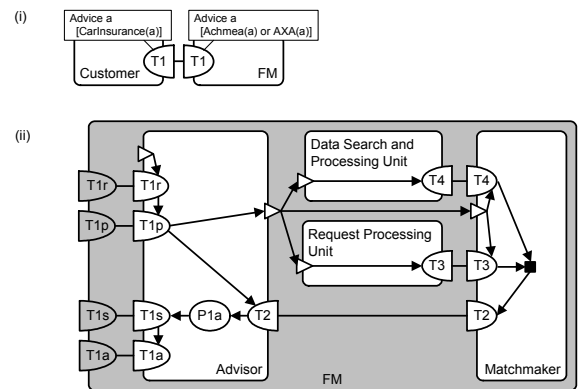 (i)
Advice a
[CarInsurance(a)]
Advice a
[Achmea(a) or AXA(a)]
T1
T1
Customer
FM
(ii)
Data Search and
Processing Unit
T1r
T1r
T4
T4
T1p
T1p
Request Processing
Unit
T3
T3
T1s
T1s
P1a
T2
T2
T1a
T1a
Advisor
Matchmaker
FM